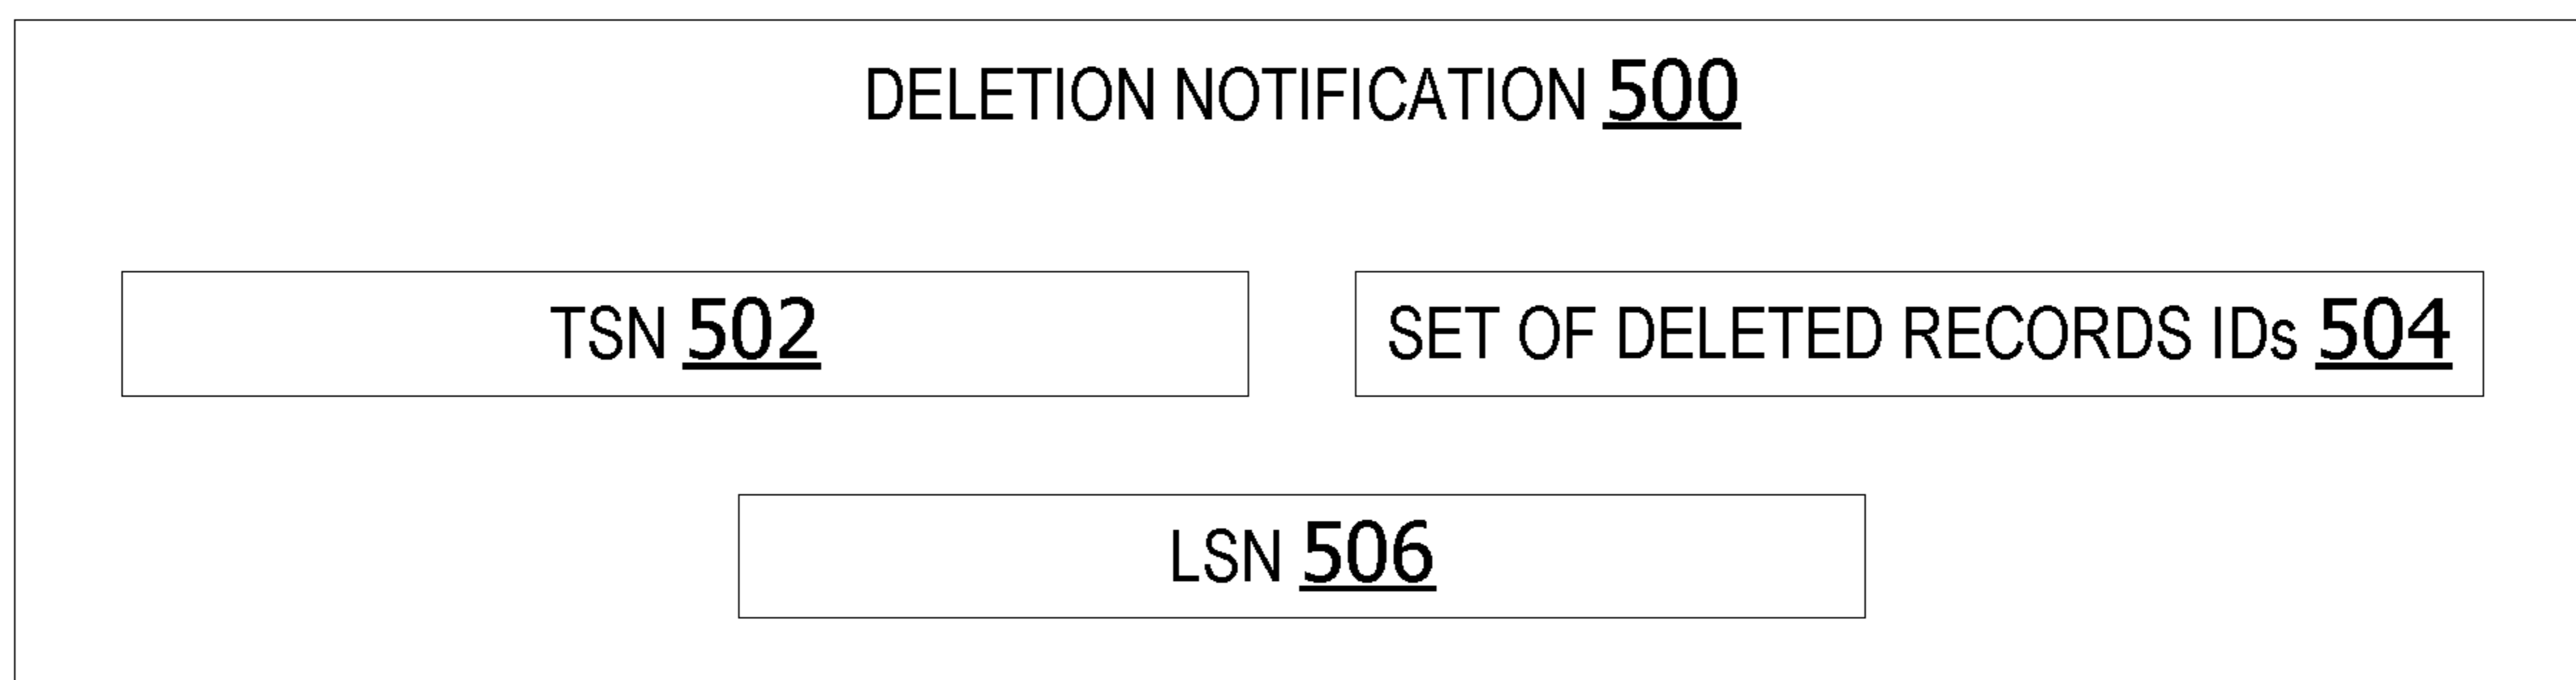 DELETION NOTIFICATION 500
TSN 502
SET OF DELETED RECORDS IDs 504
LSN 506